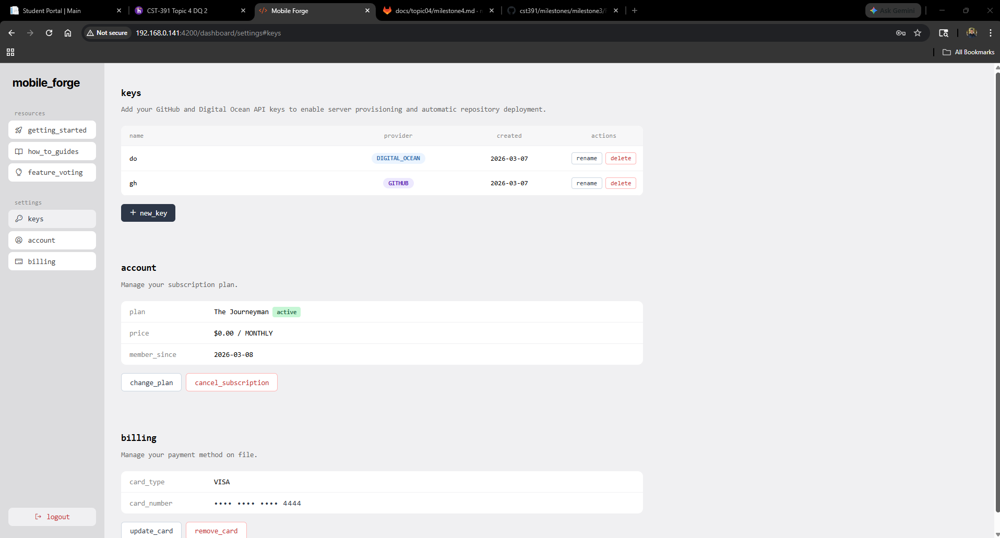 Student Portal | Main
CST-391 Topic 4 DQ 2
Mobile Forge
docs/topic04/milestone4.md · m
cst391/milestones/milestone3/
Ask Gemini
Not secure
192.168.0.141:4200/dashboard/settings#keys
All Bookmarks
mobile_forge
resources
getting_started
how_to_guides
feature_voting
settings
keys
account
billing
logout
keys
Add your GitHub and Digital Ocean API keys to enable server provisioning and automatic repository deployment.
name provider created actions
do DIGITAL_OCEAN 2026-03-07 rename delete
gh GITHUB 2026-03-07 rename delete
+ new_key
account
Manage your subscription plan.
plan The Journeyman active
price $0.00 / MONTHLY
member_since 2026-03-08
change_plan cancel_subscription
billing
Manage your payment method on file.
card_type VISA
card_number •••• •••• •••• 4444
update_card remove_card